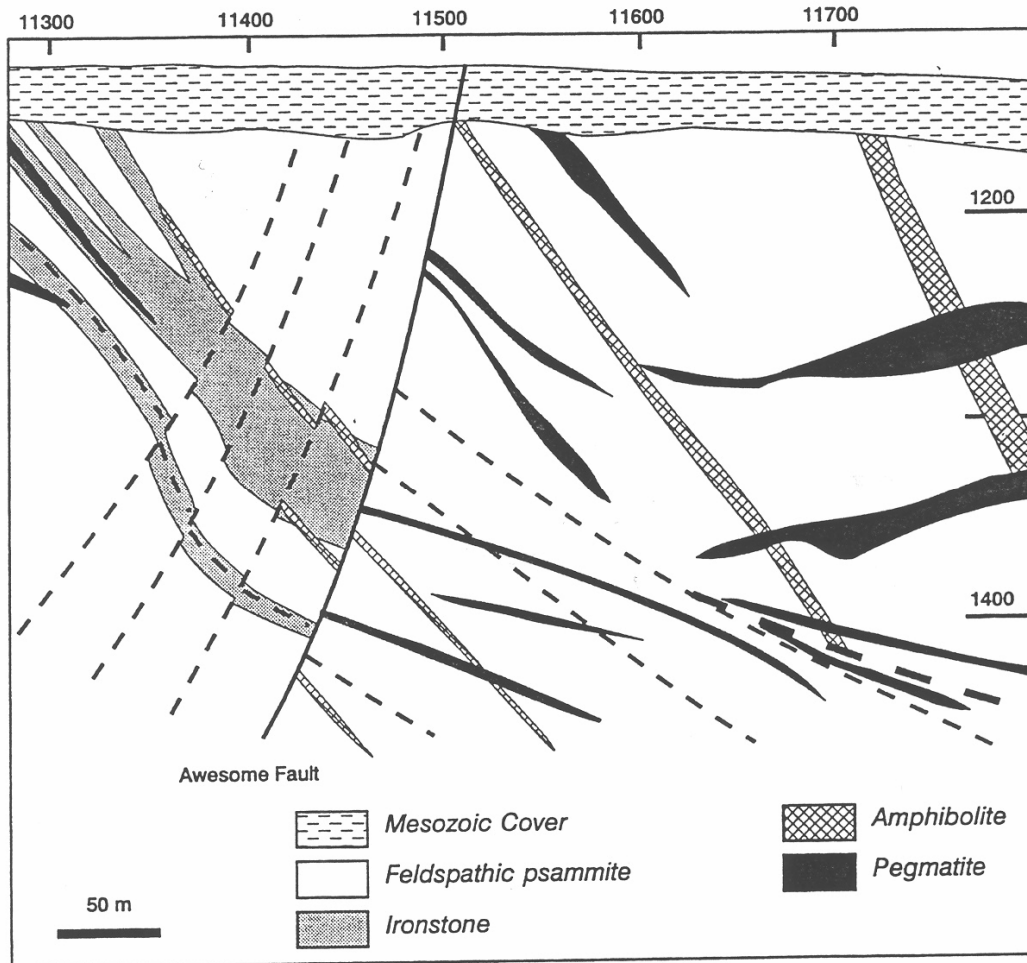 11300 11400 11500 11600 11700
1200
1400
Awesome Fault
Mesozoic Cover
Amphibolite
Feldspathic psammite
Pegmatite
50 m
Ironstone